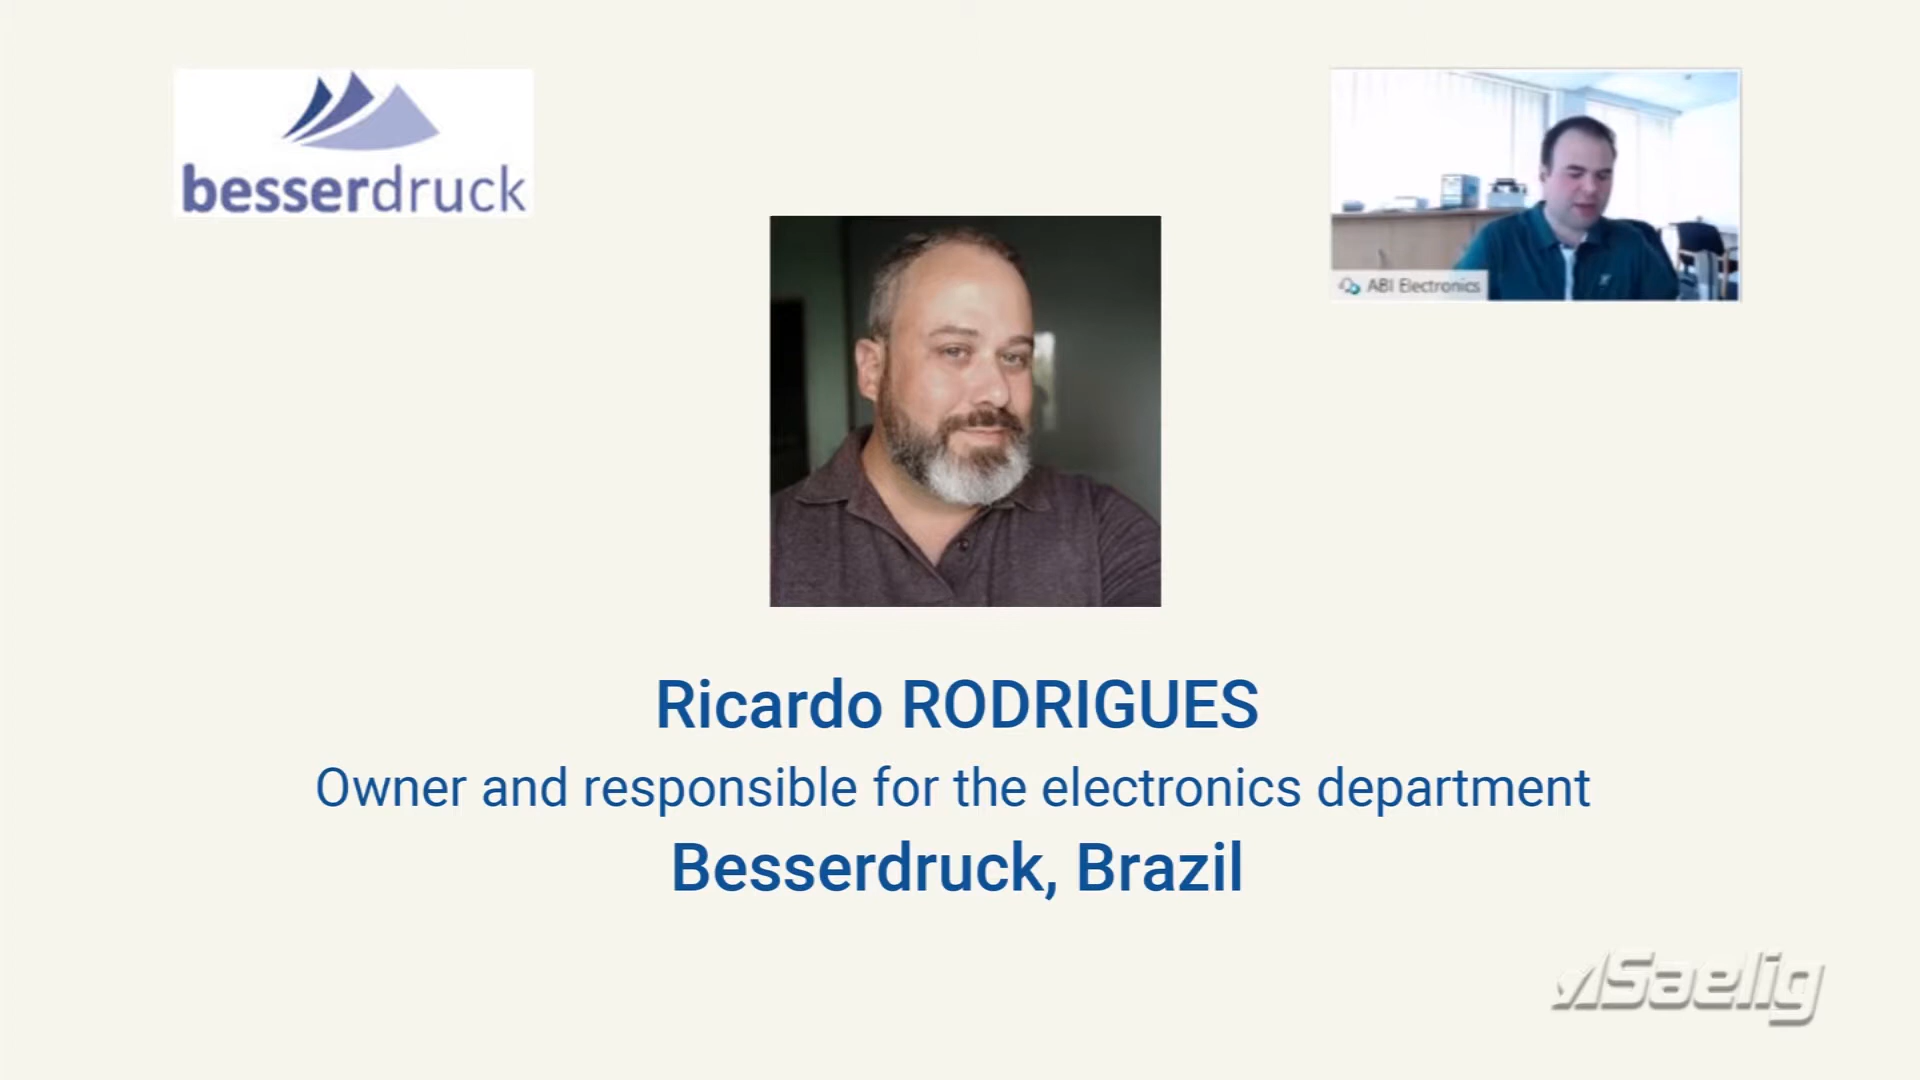 besserdruck
ABI Electronics
Ricardo RODRIGUES
Owner and responsible for the electronics department
Besserdruck, Brazil
Saelig